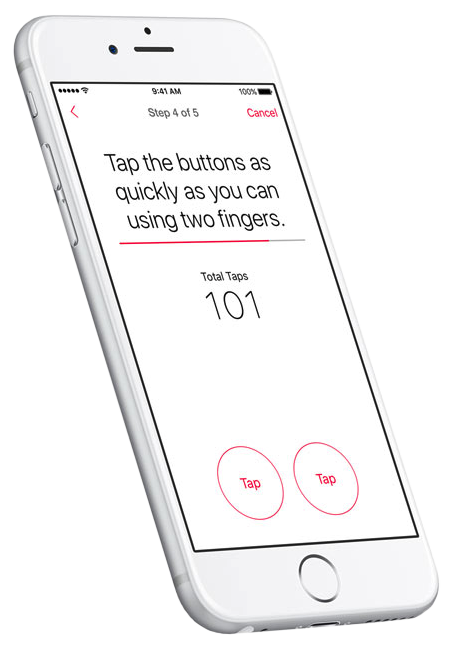 9:41 AM
100%
Step 4 of 5
Cancel
Tap the buttons as
quickly as you can
using two fingers.
Total Taps
101
Tap
Tap